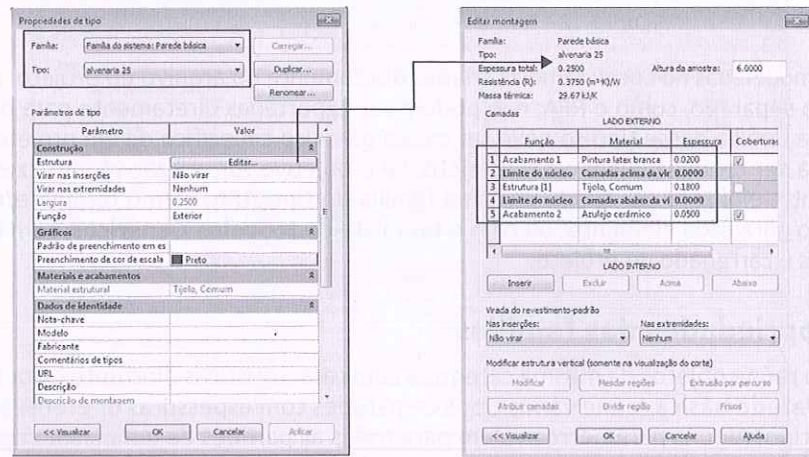 Propriedades de tipo
Família: Família do sistema: Parede básica Carregar...
Tipo: alvenaria 25 Duplicar...
Renomear...
Parâmetros de tipo
Parâmetro Valor
Construção
Estrutura Editar...
Virar nas inserções Não virar
Virar nas extremidades Nenhum
Largura 0.2500
Função Exterior
Gráficos
Padrão de preenchimento em es
Preenchimento de cor de escala Preto
Materiais e acabamentos
Material estrutural Tijolo, Comum
Dados de identidade
Nota-chave
Modelo
Fabricante
Comentários de tipos
URL
Descrição
Descrição de montagem
<< Visualizar OK Cancelar Aplicar
Editar montagem
Família: Parede básica
Tipo: alvenaria 25
Espessura total: 0.2500 Altura da amostra: 6.0000
Resistência (R): 0.3750 (m²·K)/W
Massa térmica: 29.67 kJ/K
Camadas
LADO EXTERNO
Função Material Espessura Coberturas
1 Acabamento 1 Pintura latex branca 0.0200
2 Limite do núcleo Camadas acima da vir 0.0000
3 Estrutura [1] Tijolo, Comum 0.1800
4 Limite do núcleo Camadas abaixo da vi 0.0000
5 Acabamento 2 Azulejo cerâmico 0.0500
LADO INTERNO
Inserir Excluir Acima Abaixo
Virada do revestimento-padrão
Nas inserções: Nas extremidades:
Não virar Nenhum
Modificar estrutura vertical (somente na visualização do corte)
Modificar Mesclar regiões Extrusão por percurso
Atribuir camadas Dividir região Frisos
<< Visualizar OK Cancelar Ajuda